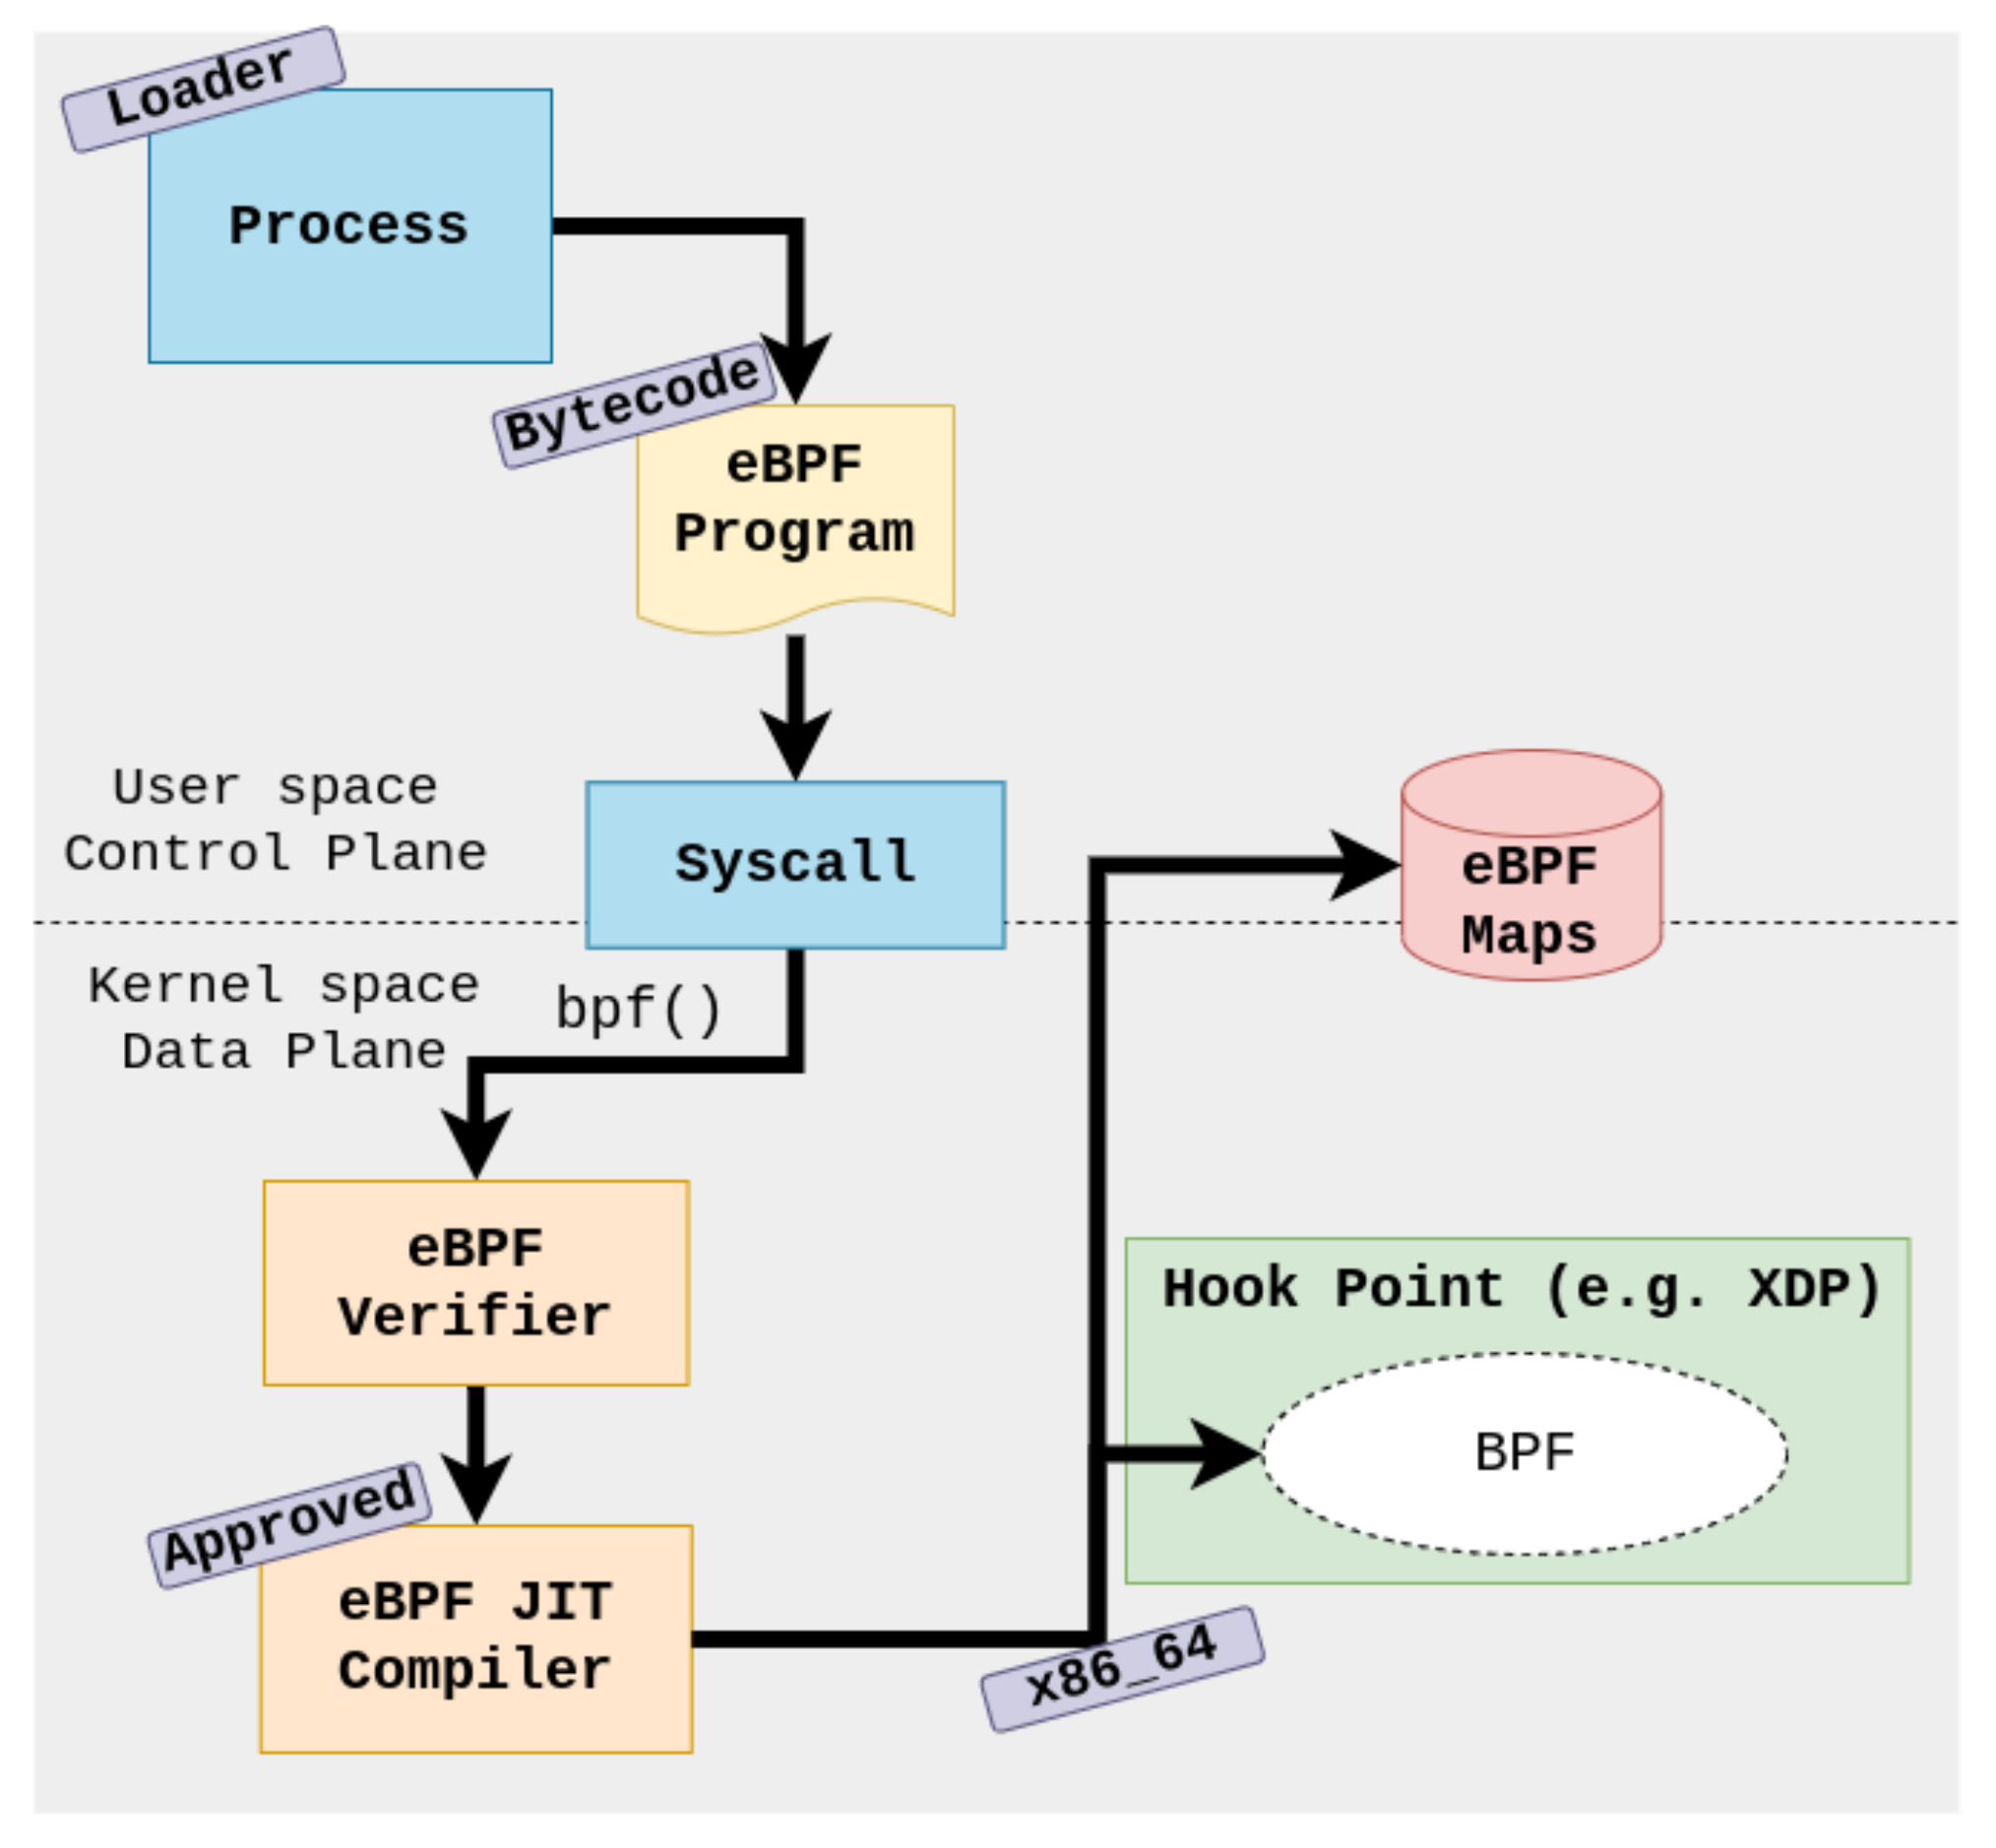 Loader
Process
Bytecode
eBPF
Program
User space
Control Plane
Syscall
eBPF
Maps
Kernel space
Data Plane
bpf()
eBPF
Verifier
Hook Point (e.g. XDP)
BPF
Approved
eBPF JIT
Compiler
x86_64